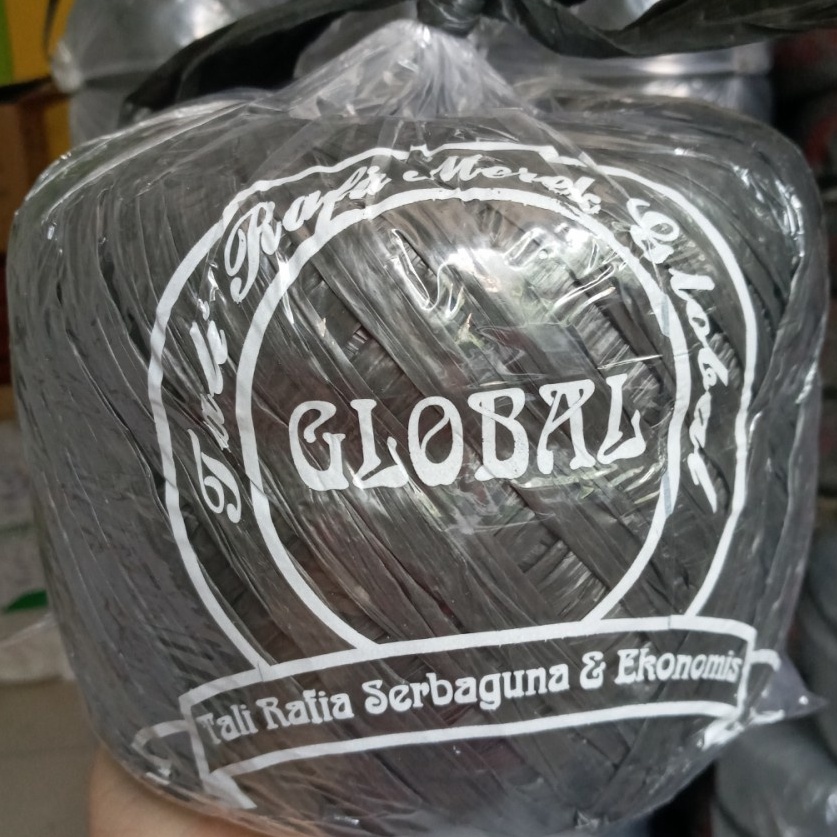 Tali Rafia Merek Global
GLOBAL
Tali Rafia Serbaguna & Ekonomis